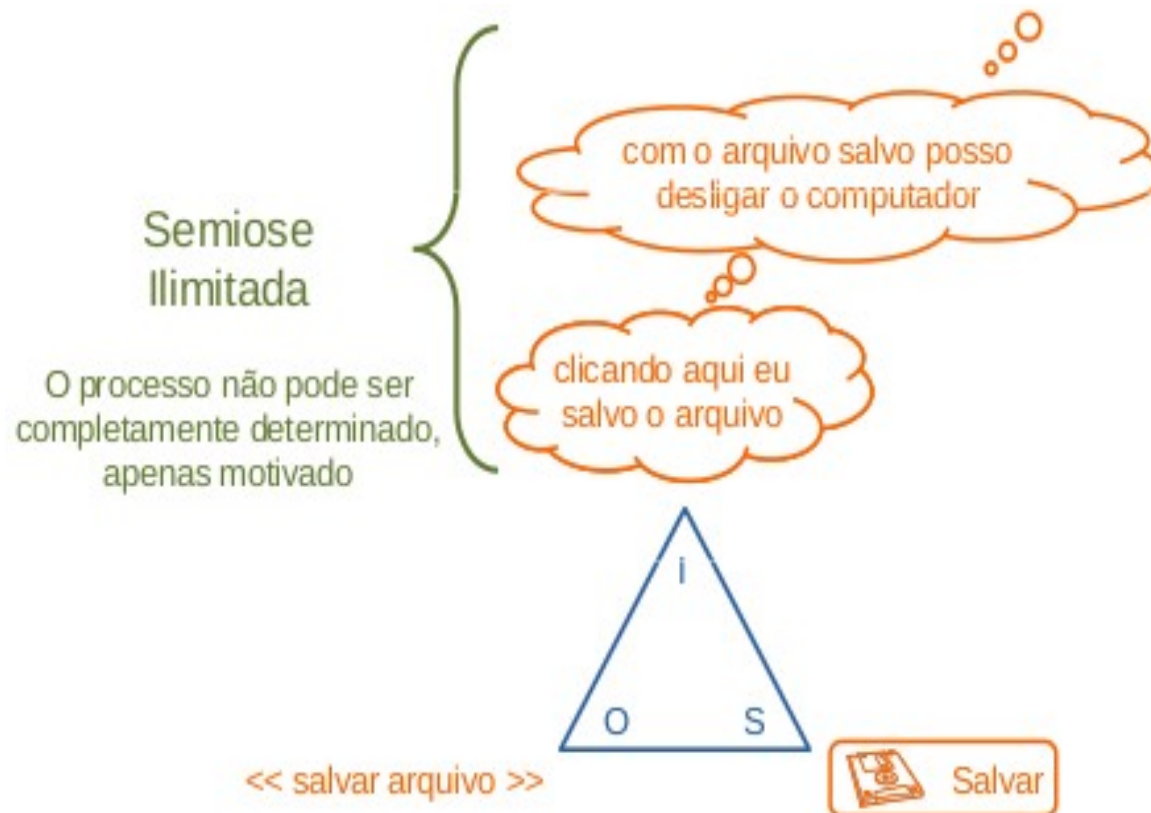 com o arquivo salvo posso
desligar o computador
Semiose
Ilimitada
clicando aqui eu
salvo o arquivo
O processo não pode ser
completamente determinado,
apenas motivado
i
O
S
<< salvar arquivo >>
Salvar